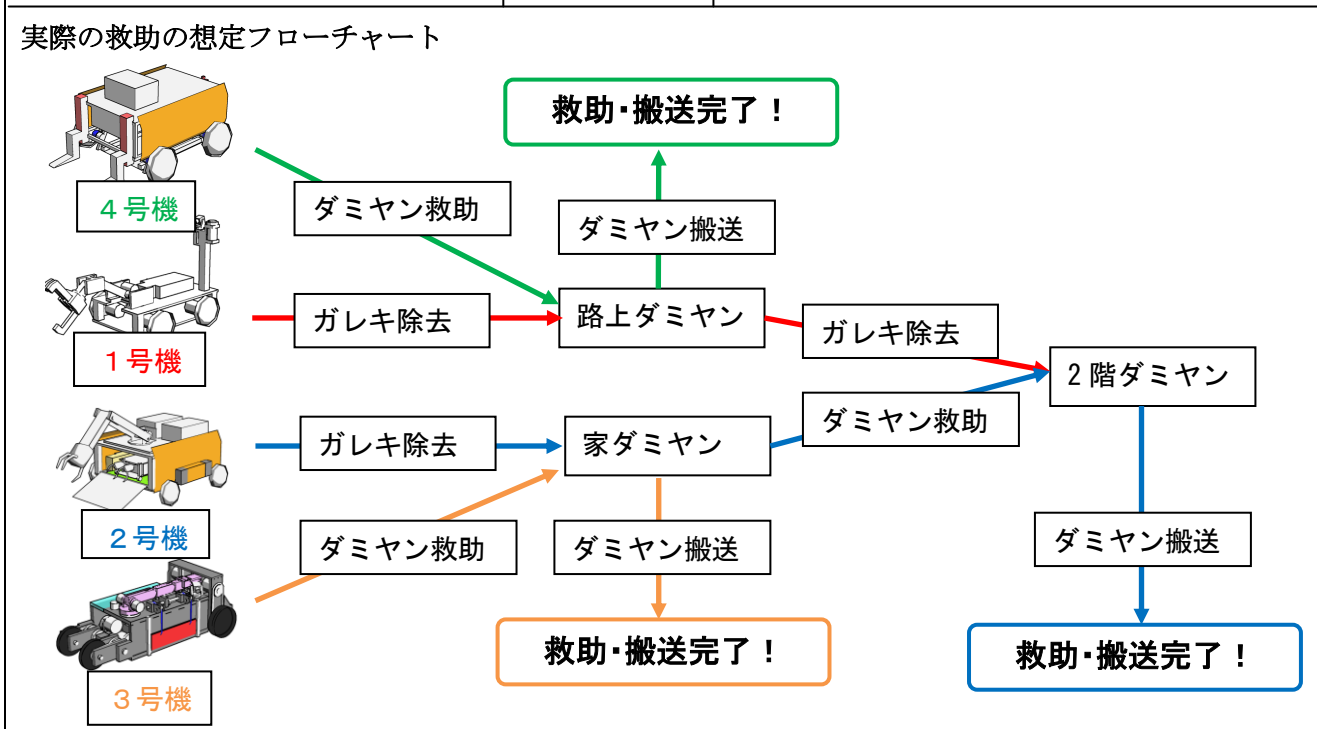 実際の救助の想定フローチャート
救助・搬送完了！
4号機
ダミヤン救助
ダミヤン搬送
ガレキ除去
路上ダミヤン
ガレキ除去
1号機
2階ダミヤン
ガレキ除去
家ダミヤン
ダミヤン救助
2号機
ダミヤン救助
ダミヤン搬送
ダミヤン搬送
救助・搬送完了！
救助・搬送完了！
3号機